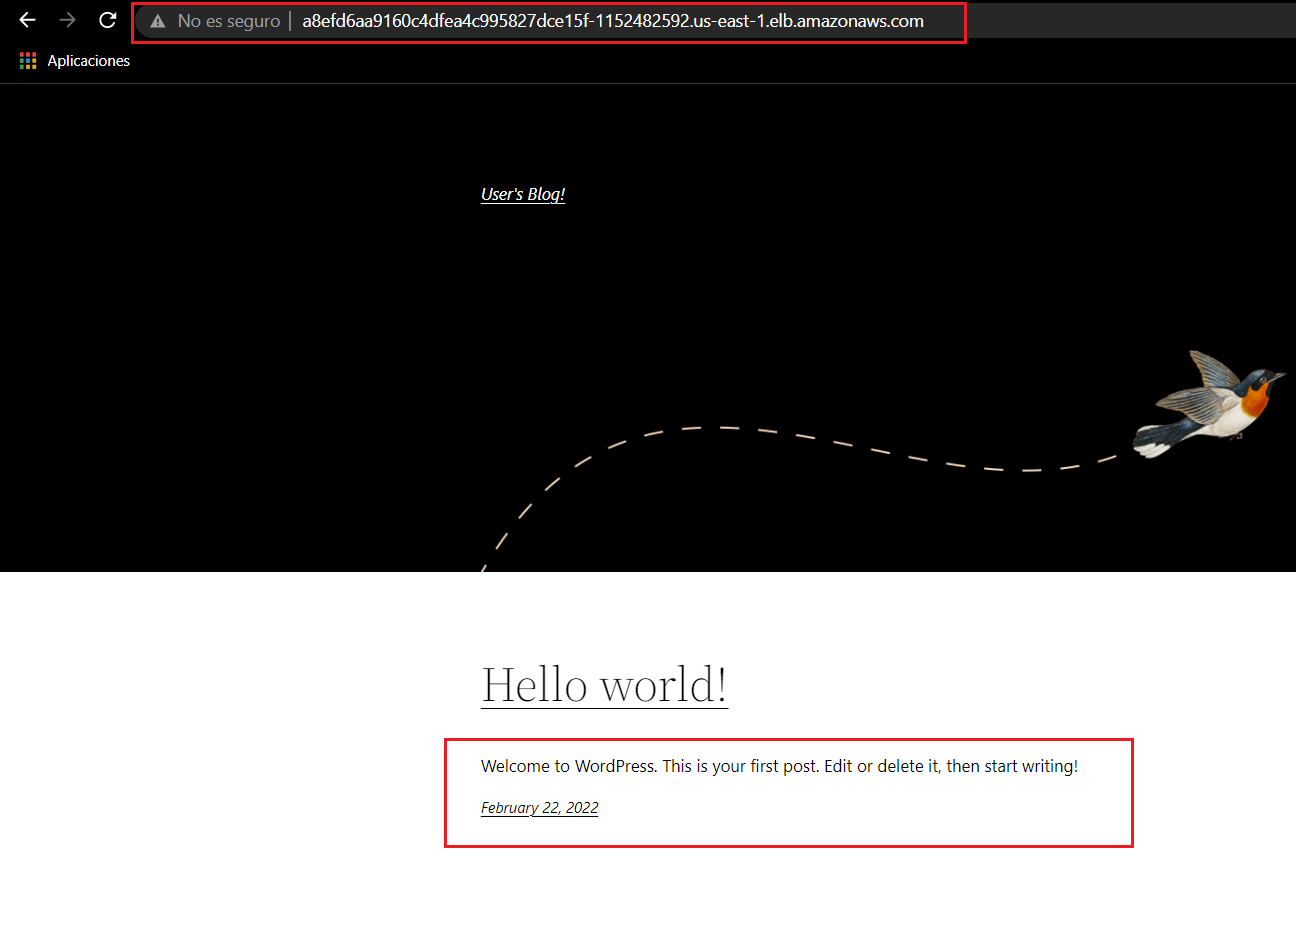 No es seguro | a8efd6aa9160c4dfea4c995827dce15f-1152482592.us-east-1.elb.amazonaws.com
Aplicaciones
User's Blog!
Hello world!
Welcome to WordPress. This is your first post. Edit or delete it, then start writing!
February 22, 2022